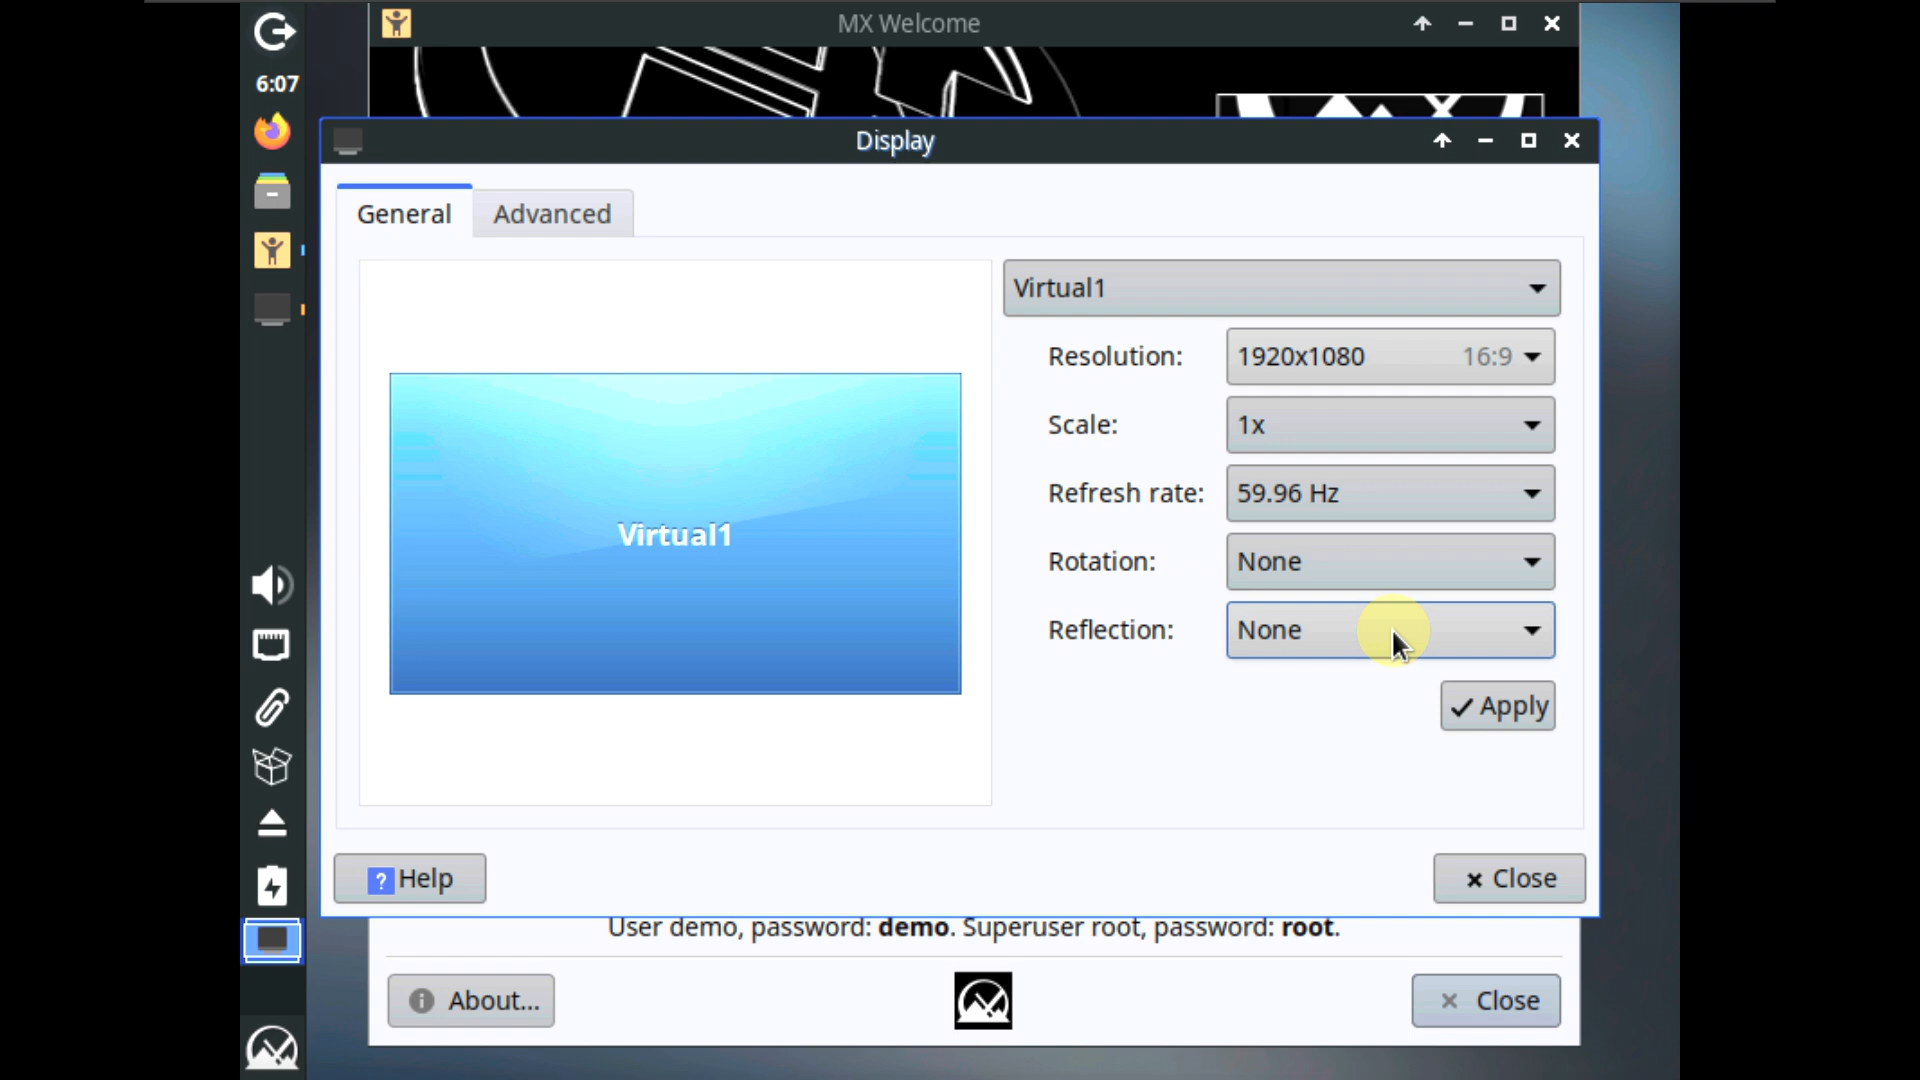 MX Welcome
6:07
Display
General
Advanced
Virtual1
Resolution: 1920x1080 16:9
Scale: 1x
Refresh rate: 59.96 Hz
Virtual1
Rotation: None
Reflection: None
Apply
? Help
Close
User demo, password: demo. Superuser root, password: root.
About...
Close